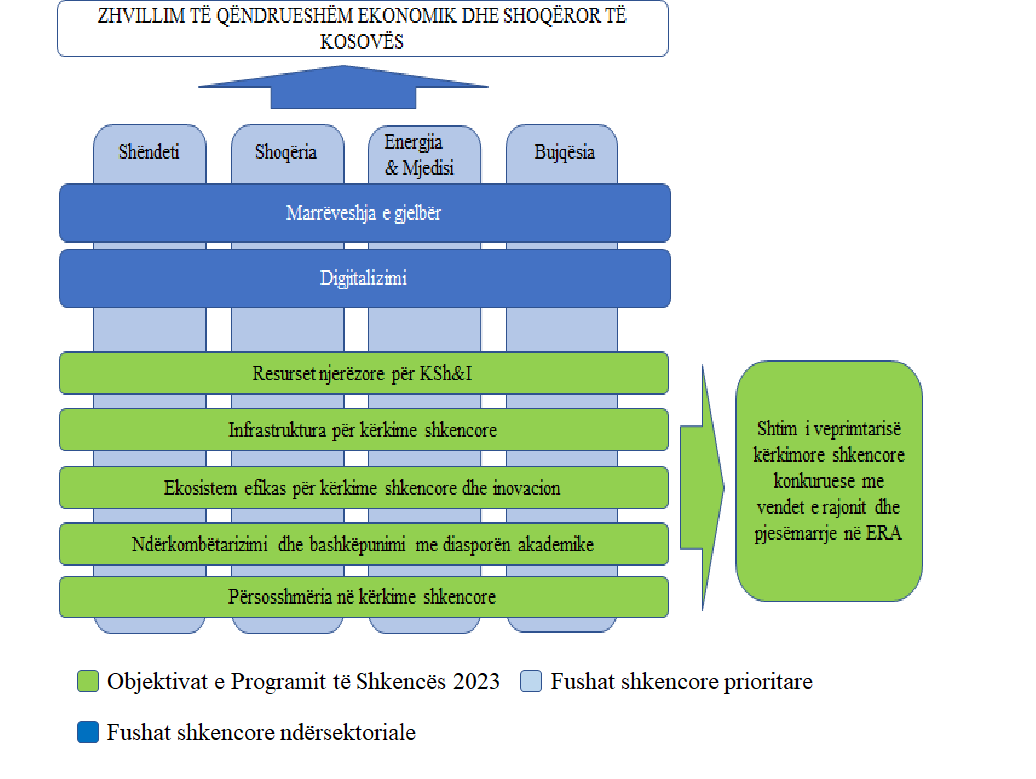 ZHVILLIM TË QËNDRUESHËM EKONOMIK DHE SHOQËROR TË
KOSOVËS
Shëndeti
Shoqëria
Energjia
& Mjedisi
Bujqësia
Marrëveshja e gjelbër
Digjitalizimi
Resurset njerëzore për KSh&I
Infrastruktura për kërkime shkencore
Ekosistem efikas për kërkime shkencore dhe inovacion
Ndërkombëtarizimi dhe bashkëpunimi me diasporën akademike
Përsosshmëria në kërkime shkencore
Shtim i veprimtarisë
kërkimore shkencore
konkuruese me
vendet e rajonit dhe
pjesëmarrje në ERA
Objektivat e Programit të Shkencës 2023
Fushat shkencore prioritare
Fushat shkencore ndërsektoriale